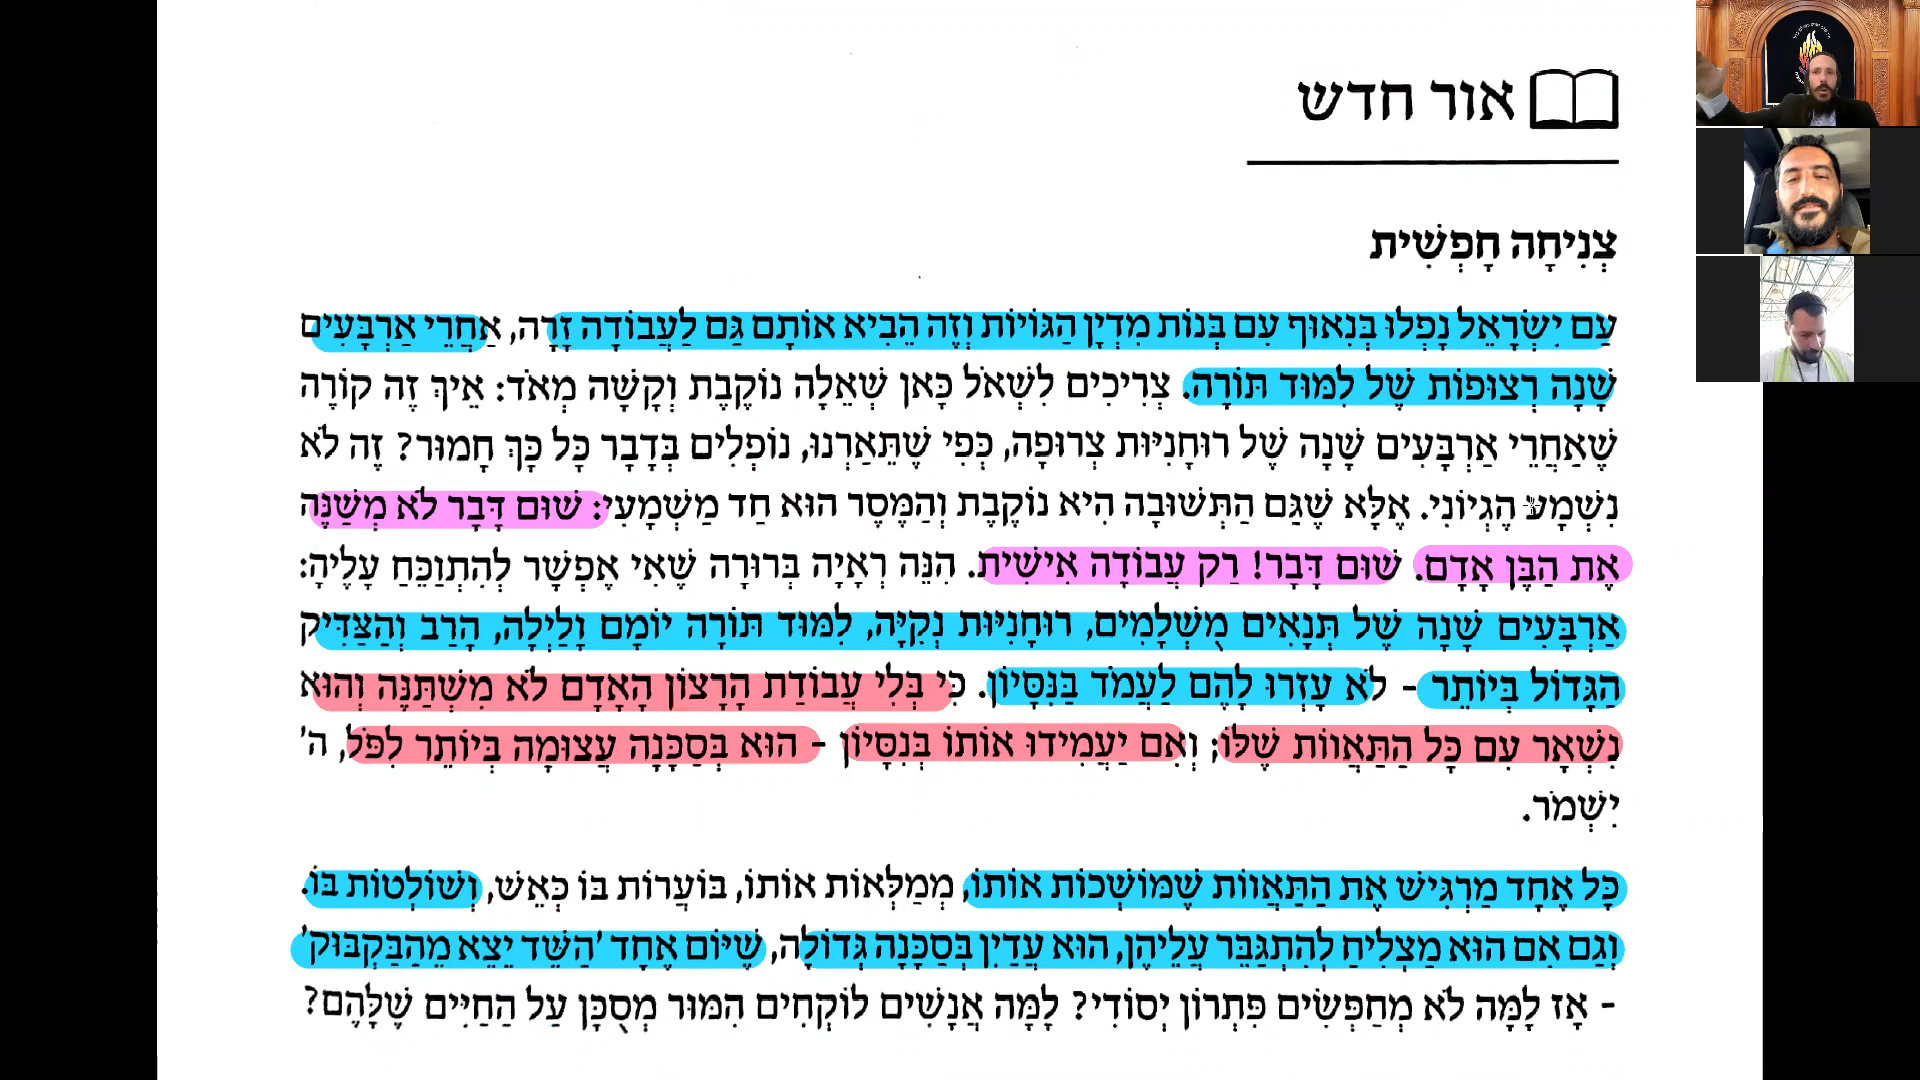 אור חדש
צְנִיחָה חָפְשִׁית
עַם יִשְׂרָאֵל נָפְלוּ בְּנִאוּף עִם בְּנוֹת מִדְיָן הַגּוֹיוֹת וְזֶה הֵבִיא אוֹתָם גַּם לַעֲבוֹדָה זָרָה, אַחֲרֵי אַרְבָּעִים
שָׁנָה רְצוּפוֹת שֶׁל לִמּוּד תּוֹרָה. צְרִיכִים לִשְׁאֹל כָּאן שְׁאֵלָה נוֹקֶבֶת וְקָשָׁה מְאֹד: אֵיךְ זֶה קוֹרֶה
שֶׁאַחֲרֵי אַרְבָּעִים שָׁנָה שֶׁל רוּחָנִיּוּת צְרוּפָה, כְּפִי שֶׁתֵּאַרְנוּ, נוֹפְלִים בְּדָבָר כָּל כָּךְ חָמוּר? זֶה לֹא
נִשְׁמָע הֶגְיוֹנִי. אֶלָּא שֶׁגַּם הַתְּשׁוּבָה הִיא נוֹקֶבֶת וְהַמֶּסֶר הוּא חַד מַשְׁמָעִי: שׁוּם דָּבָר לֹא מְשַׁנֶּה
אֶת הַבֶּן אָדָם. שׁוּם דָּבָר! רַק עֲבוֹדָה אִישִׁית. הִנֵּה רְאָיָה בְּרוּרָה שֶׁאִי אֶפְשָׁר לְהִתְוַכֵּחַ עָלֶיהָ:
אַרְבָּעִים שָׁנָה שֶׁל תְּנָאִים מֻשְׁלָמִים, רוּחָנִיּוּת נְקִיָּה, לִמּוּד תּוֹרָה יוֹמָם וָלַיְלָה, הָרַב וְהַצַּדִּיק
הַגָּדוֹל בְּיוֹתֵר - לֹא עָזְרוּ לָהֶם לַעֲמֹד בַּנִּסָּיוֹן. כִּי בְּלִי עֲבוֹדַת הָרָצוֹן הָאָדָם לֹא מִשְׁתַּנֶּה וְהוּא
נִשְׁאָר עִם כָּל הַתַּאֲווֹת שֶׁלּוֹ; וְאִם יַעֲמִידוּ אוֹתוֹ בְּנִסָּיוֹן - הוּא בְּסַכָּנָה עֲצוּמָה בְּיוֹתֵר לִפֹּל, ה'
יִשְׁמֹר.
כָּל אֶחָד מַרְגִּישׁ אֶת הַתַּאֲווֹת שֶׁמּוֹשְׁכוֹת אוֹתוֹ, מְמַלְּאוֹת אוֹתוֹ, בּוֹעֲרוֹת בּוֹ כְּאֵשׁ, וְשׁוֹלְטוֹת בּוֹ.
וְגַם אִם הוּא מַצְלִיחַ לְהִתְגַּבֵּר עֲלֵיהֶן, הוּא עֲדַיִן בְּסַכָּנָה גְּדוֹלָה, שֶׁיּוֹם אֶחָד 'הַשֵּׁד יֵצֵא מֵהַבַּקְבּוּק'
- אָז לָמָּה לֹא מְחַפְּשִׂים פִּתְרוֹן יְסוֹדִי? לָמָּה אֲנָשִׁים לוֹקְחִים הִמּוּר מְסֻכָּן עַל הַחַיִּים שֶׁלָּהֶם?